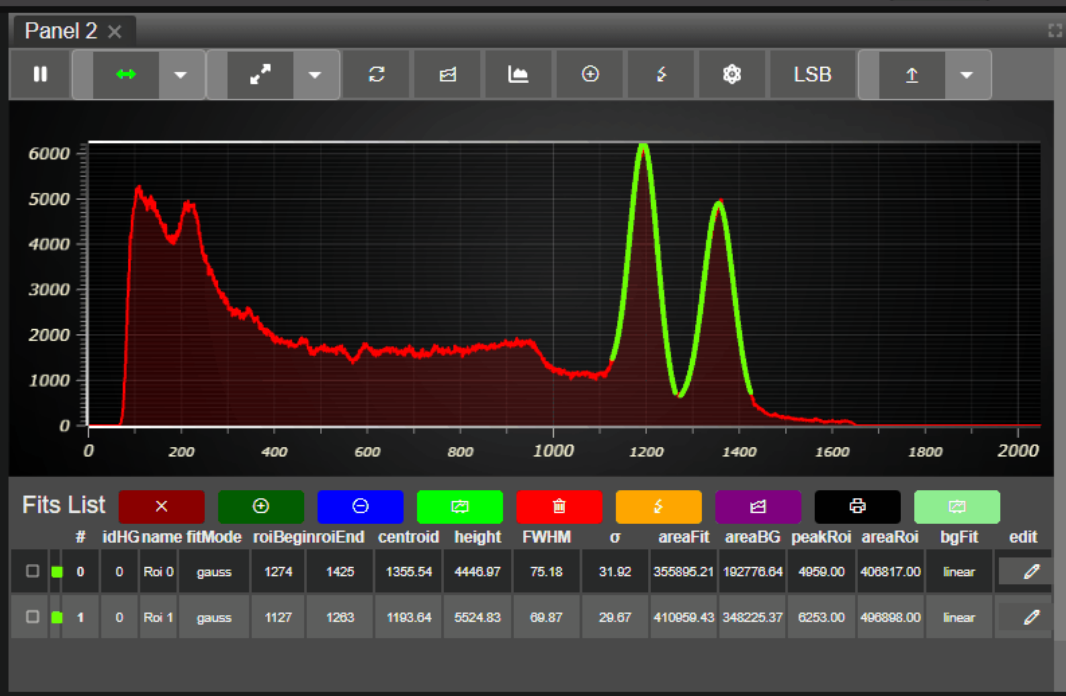 Panel 2
LSB
6000
5000
4000
3000
2000
1000
0
0 200 400 600 800 1000 1200 1400 1600 1800 2000
Fits List
# idHG name fitMode roiBegin roiEnd centroid height FWHM σ areaFit areaBG peakRoi areaRoi bgFit edit
0 0 Roi 0 gauss 1274 1425 1355.54 4446.97 75.18 31.92 355895.21 192776.64 4959.00 406817.00 linear
1 0 Roi 1 gauss 1127 1263 1193.64 5524.83 69.87 29.67 410959.43 348225.37 6253.00 496898.00 linear